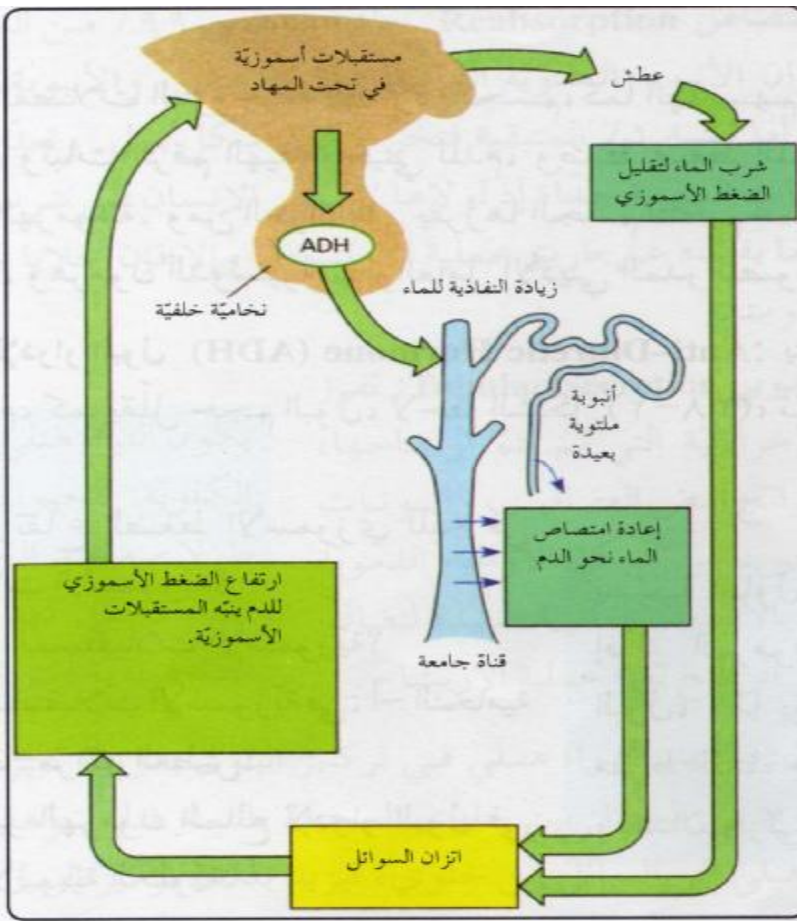 مستقبلات أسموزيّة
في تحت المهاد
عطش
شرب الماء لتقليل
الضغط الأسموزي
ADH
نخاميّة خلفيّة
زيادة النفاذية للماء
أنبوبة
ملتوية
بعيدة
إعادة امتصاص
الماء نحو الدم
ارتفاع الضغط الأسموزي
للدم ينبّه المستقبلات
الأسموزيّة.
قناة جامعة
اتزان السوائل